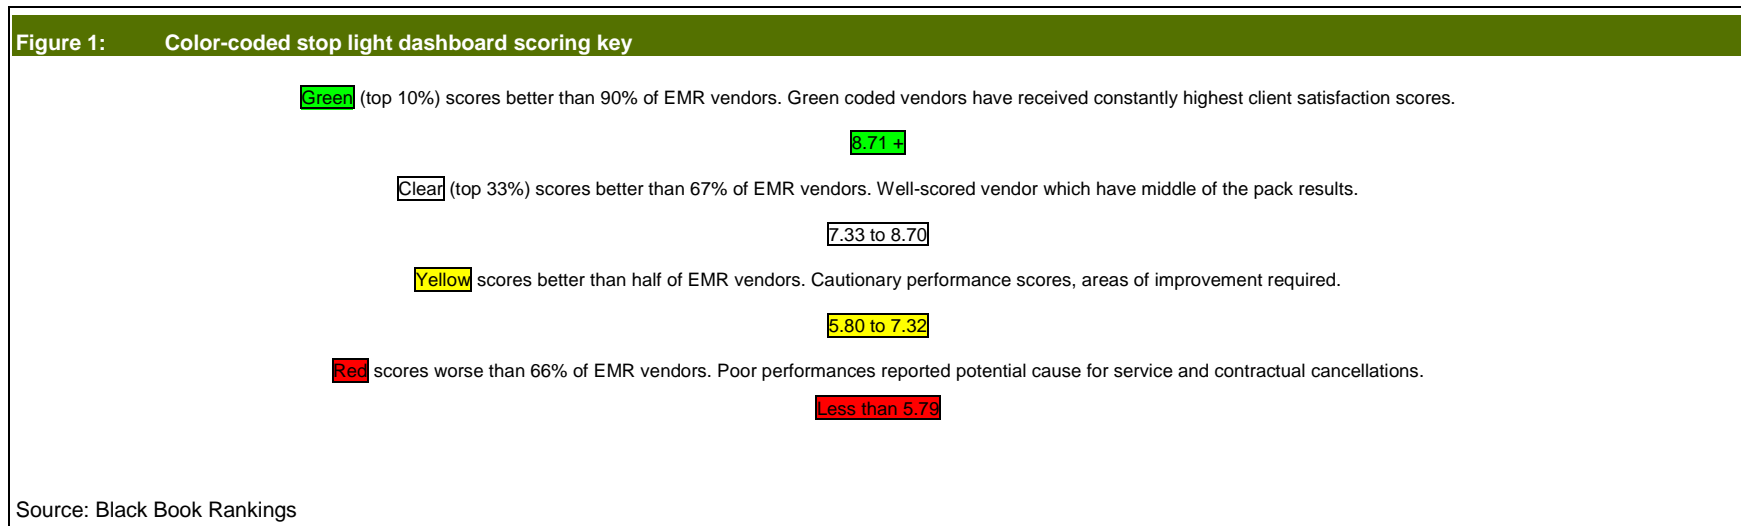 Figure 1: Color-coded stop light dashboard scoring key
Green (top 10%) scores better than 90% of EMR vendors. Green coded vendors have received constantly highest client satisfaction scores.
8.71 +
Clear (top 33%) scores better than 67% of EMR vendors. Well-scored vendor which have middle of the pack results.
7.33 to 8.70
Yellow scores better than half of EMR vendors. Cautionary performance scores, areas of improvement required.
5.80 to 7.32
Red scores worse than 66% of EMR vendors. Poor performances reported potential cause for service and contractual cancellations.
Less than 5.79
Source: Black Book Rankings